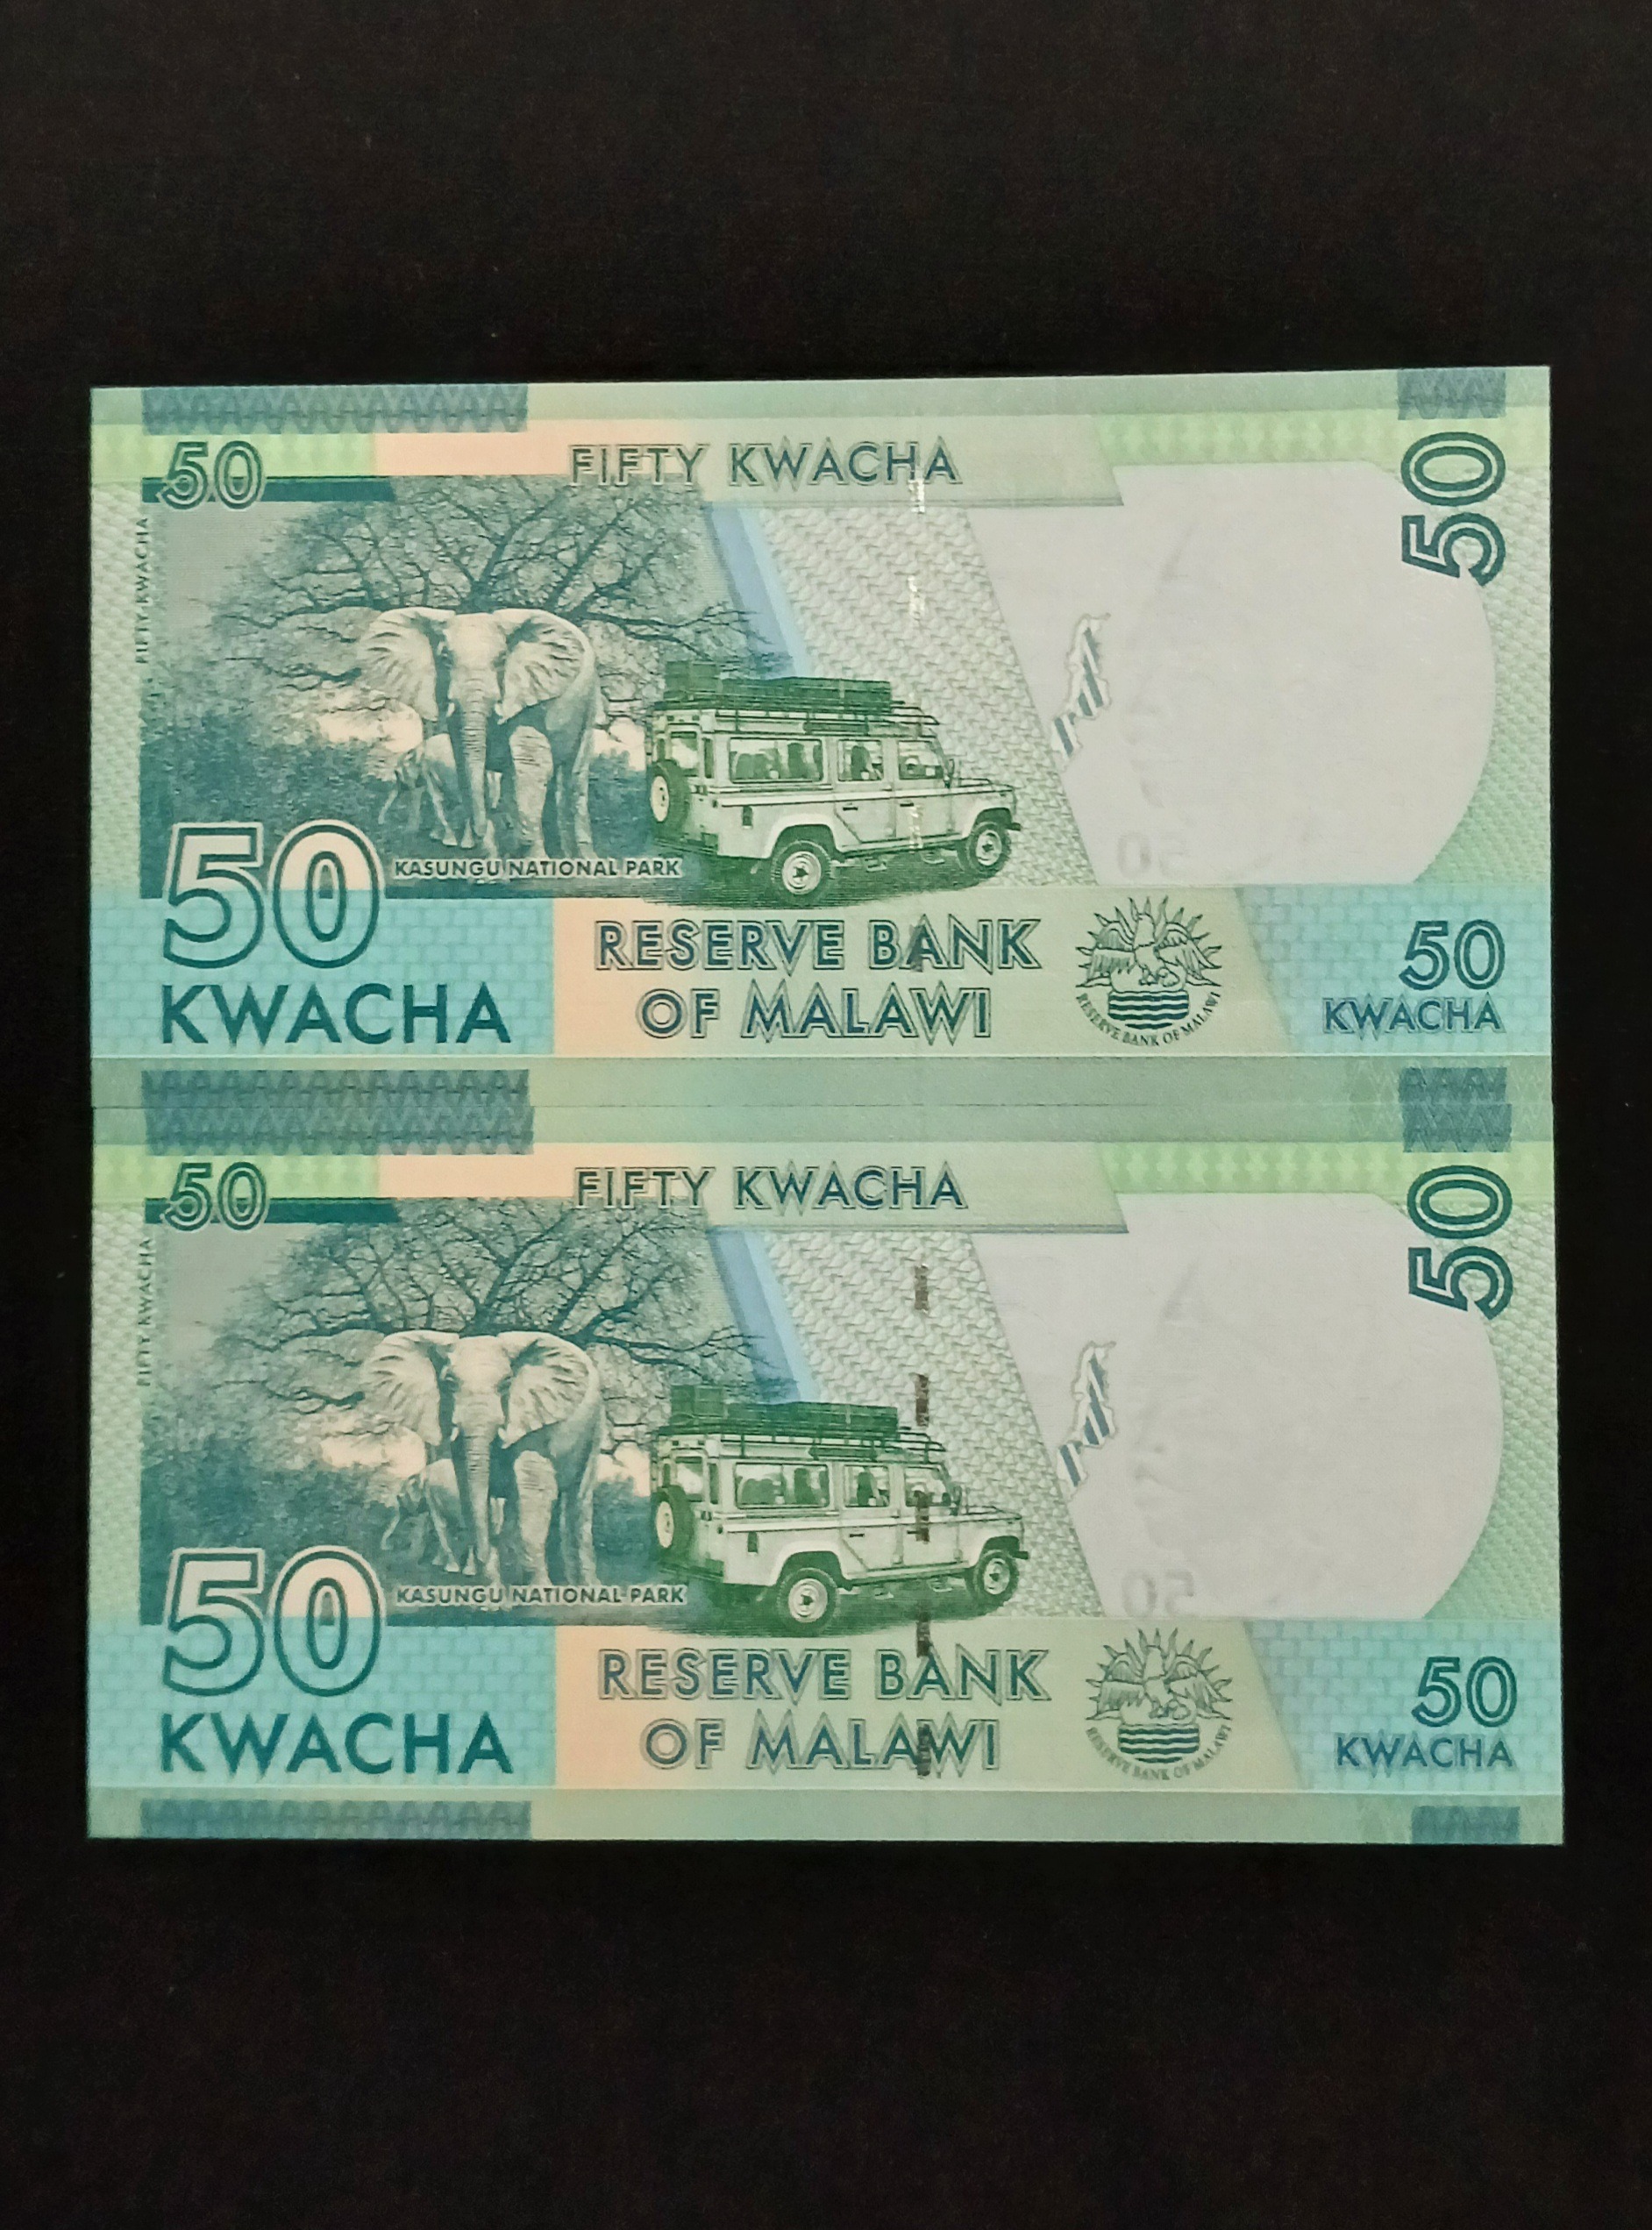 50
FIFTY KWACHA
50
FIFTY KWACHA
KASUNGU NATIONAL PARK
50
KWACHA
RESERVE BANK
OF MALAWI
RESERVE BANK OF MALAWI
50
KWACHA
50
FIFTY KWACHA
50
FIFTY KWACHA
KASUNGU NATIONAL PARK
50
KWACHA
RESERVE BANK
OF MALAWI
RESERVE BANK OF MALAWI
50
KWACHA